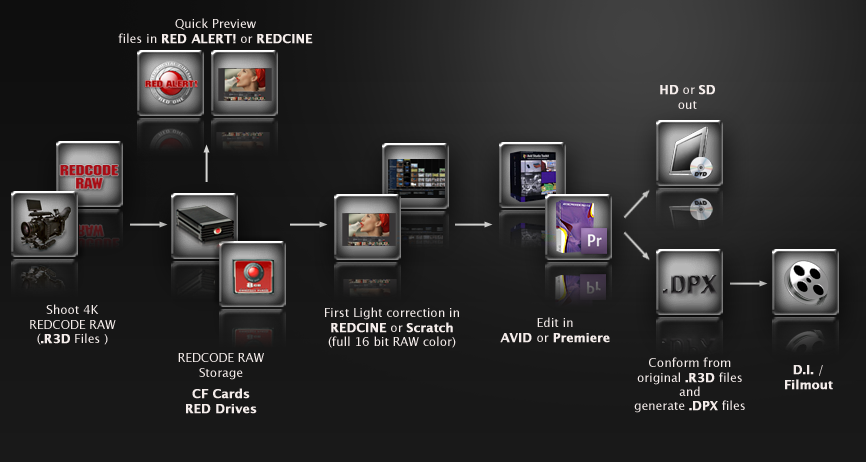 Quick Preview
files in RED ALERT! or REDCINE
RED ALERT!
RED ONE
HD or SD
out
REDCODE
RAW
DVD
Pr
.DPX
Shoot 4K
REDCODE RAW
(.R3D Files )
REDCODE RAW
Storage
CF Cards
RED Drives
First Light correction in
REDCINE or Scratch
(full 16 bit RAW color)
Edit in
AVID or Premiere
Conform from
original .R3D files
and
generate .DPX files
D.I. /
Filmout